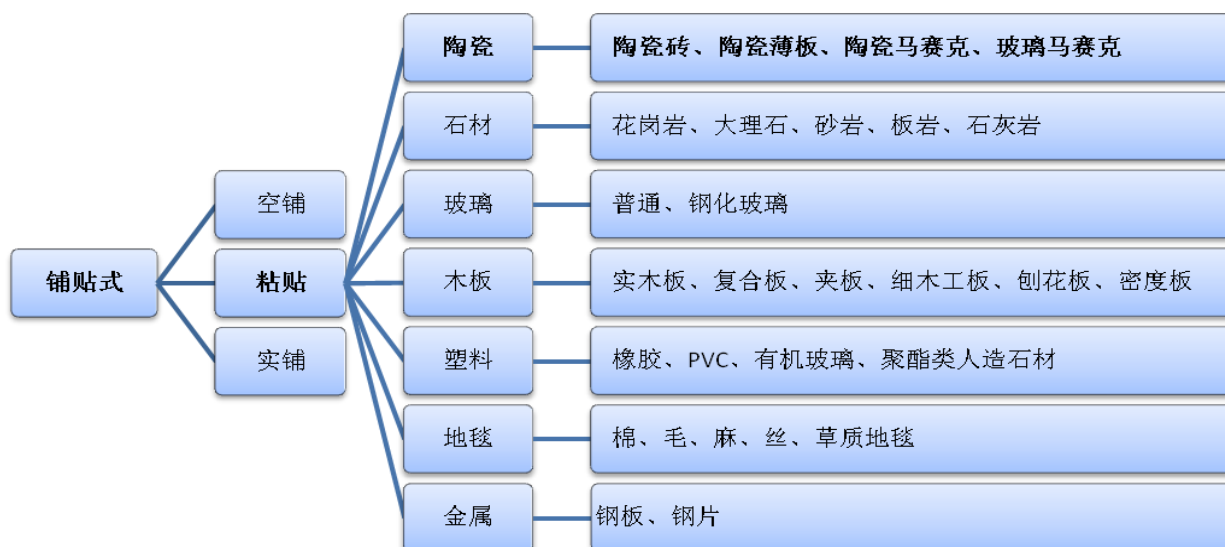 陶瓷
陶瓷砖、陶瓷薄板、陶瓷马赛克、玻璃马赛克
石材
花岗岩、大理石、砂岩、板岩、石灰岩
空铺
玻璃
普通、钢化玻璃
铺贴式
粘贴
木板
实木板、复合板、夹板、细木工板、刨花板、密度板
实铺
塑料
橡胶、PVC、有机玻璃、聚酯类人造石材
地毯
棉、毛、麻、丝、草质地毯
金属
钢板、钢片